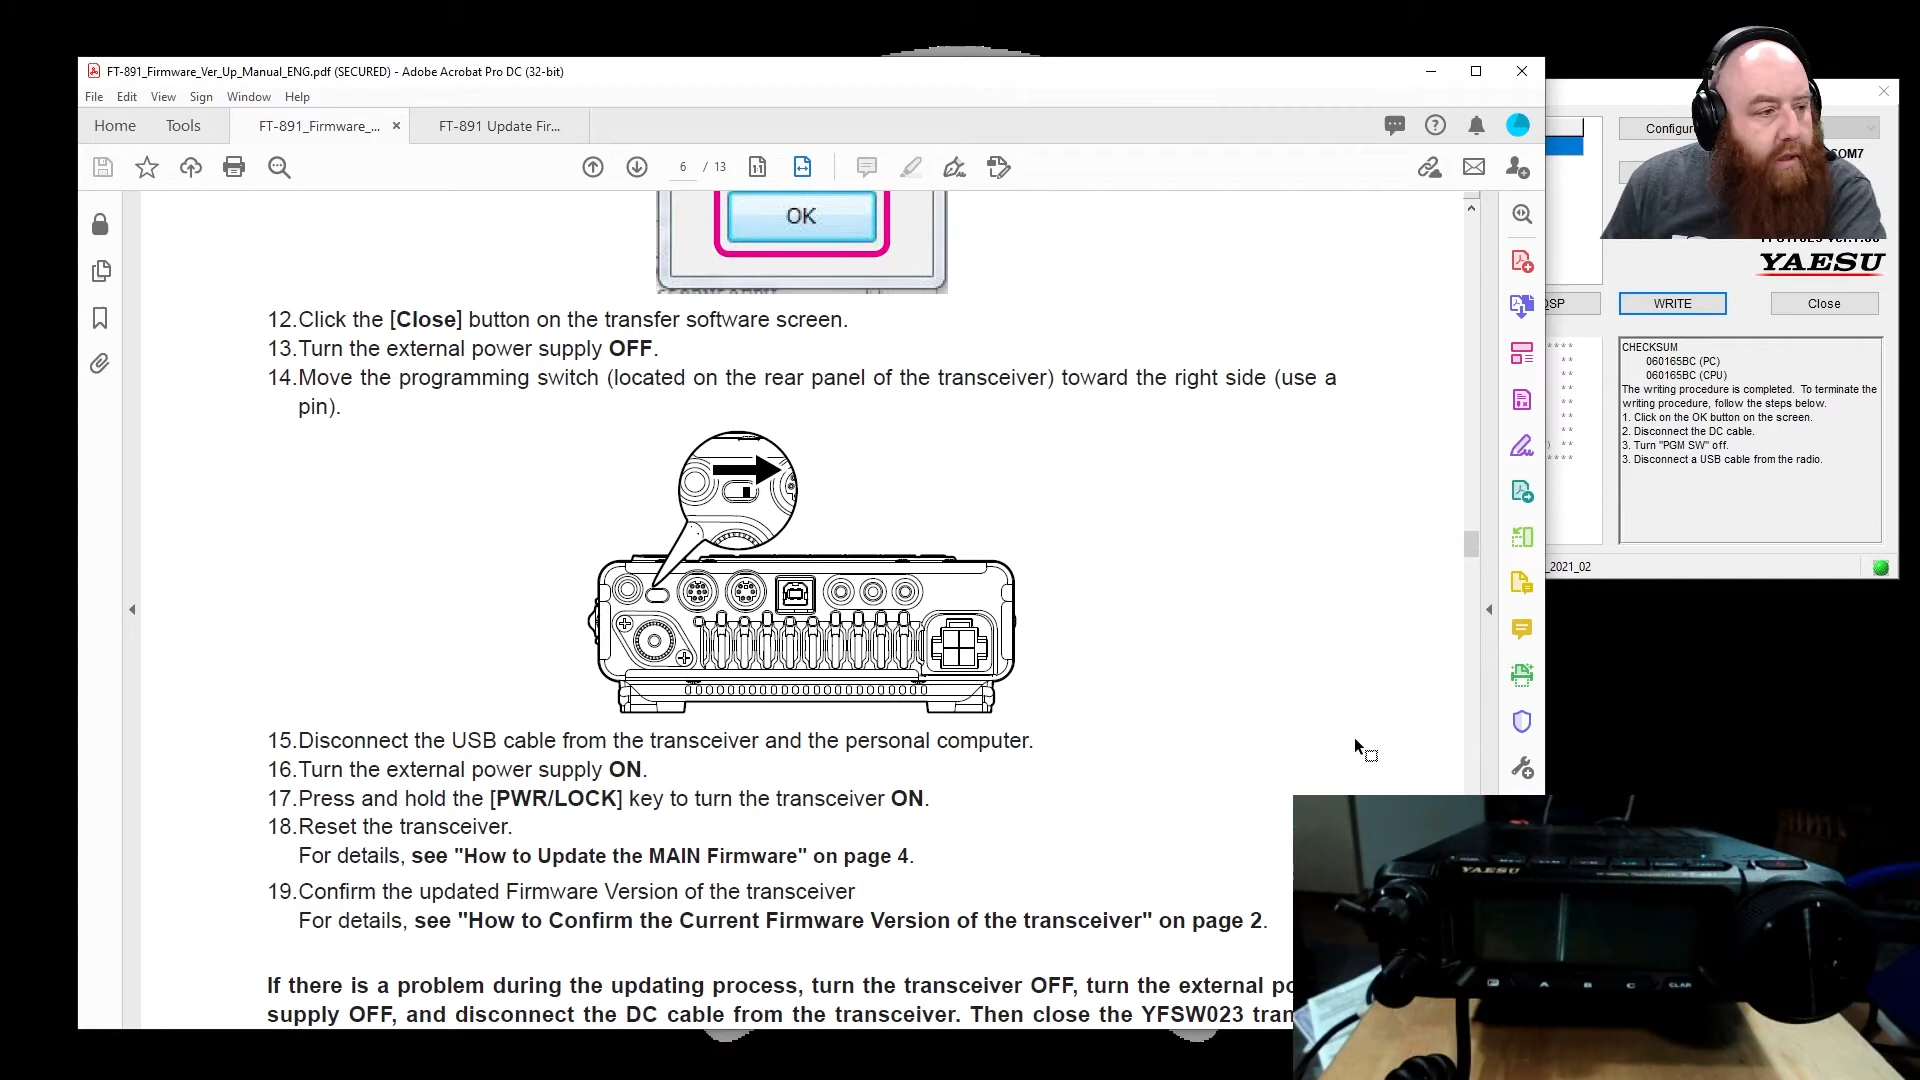 FT-891_Firmware_Ver_Up_Manual_ENG.pdf (SECURED) - Adobe Acrobat Pro DC (32-bit)
File Edit View Sign Window Help
Home Tools FT-891_Firmware_... × FT-891 Update Fir...
6 / 13
OK
12.Click the [Close] button on the transfer software screen.
13.Turn the external power supply OFF.
14.Move the programming switch (located on the rear panel of the transceiver) toward the right side (use a
pin).
15.Disconnect the USB cable from the transceiver and the personal computer.
16.Turn the external power supply ON.
17.Press and hold the [PWR/LOCK] key to turn the transceiver ON.
18.Reset the transceiver.
For details, see "How to Update the MAIN Firmware" on page 4.
19.Confirm the updated Firmware Version of the transceiver
For details, see "How to Confirm the Current Firmware Version of the transceiver" on page 2.
If there is a problem during the updating process, turn the transceiver OFF, turn the external po
supply OFF, and disconnect the DC cable from the transceiver. Then close the YFSW023 tran
Configur
COM7
YAESU
DSP WRITE Close
CHECKSUM
060165BC (PC)
060165BC (CPU)
The writing procedure is completed. To terminate the
writing procedure, follow the steps below.
1. Click on the OK button on the screen.
2. Disconnect the DC cable.
3. Turn "PGM SW" off.
3. Disconnect a USB cable from the radio.
****
**
**
**
**
**
**
) **
****
_2021_02
YAESU
A B C CLAR